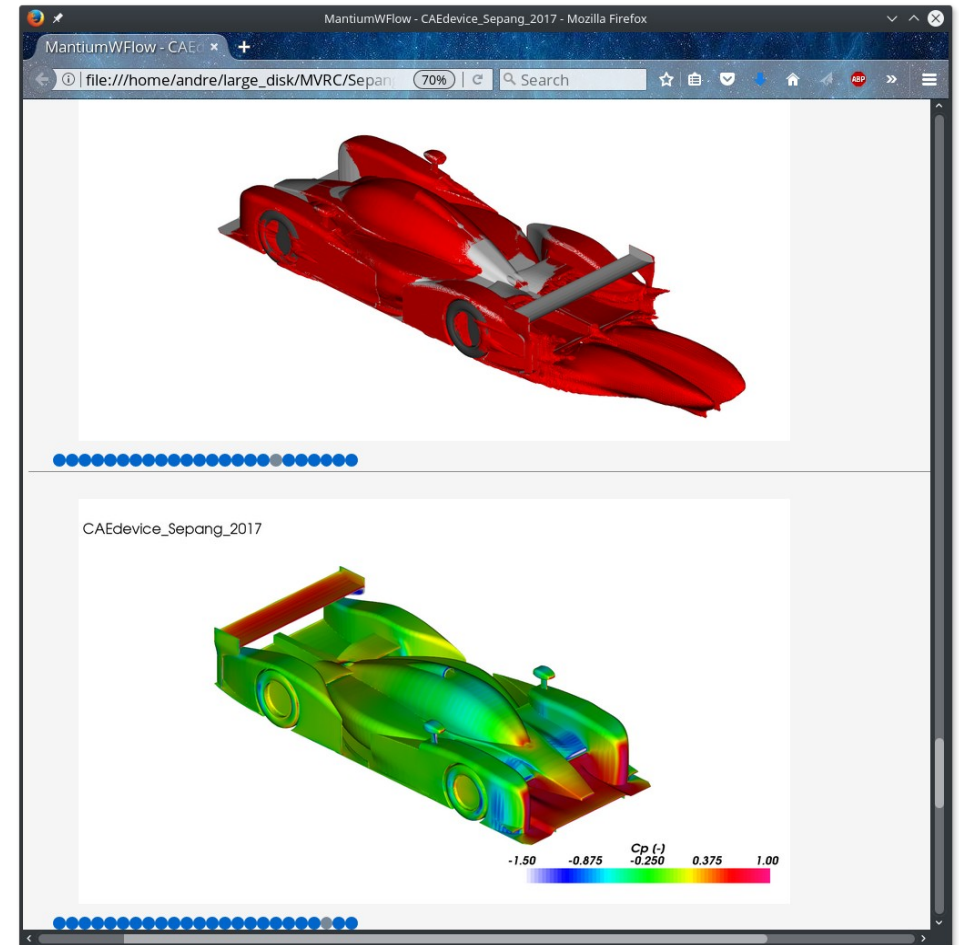 MantiumWFlow - CAEdevice_Sepang_2017 - Mozilla Firefox
MantiumWFlow - CAEd
file:///home/andre/large_disk/MVRC/Sepan
70%
Search
ABP
CAEdevice_Sepang_2017
Cp (-)
-1.50 -0.875 -0.250 0.375 1.00